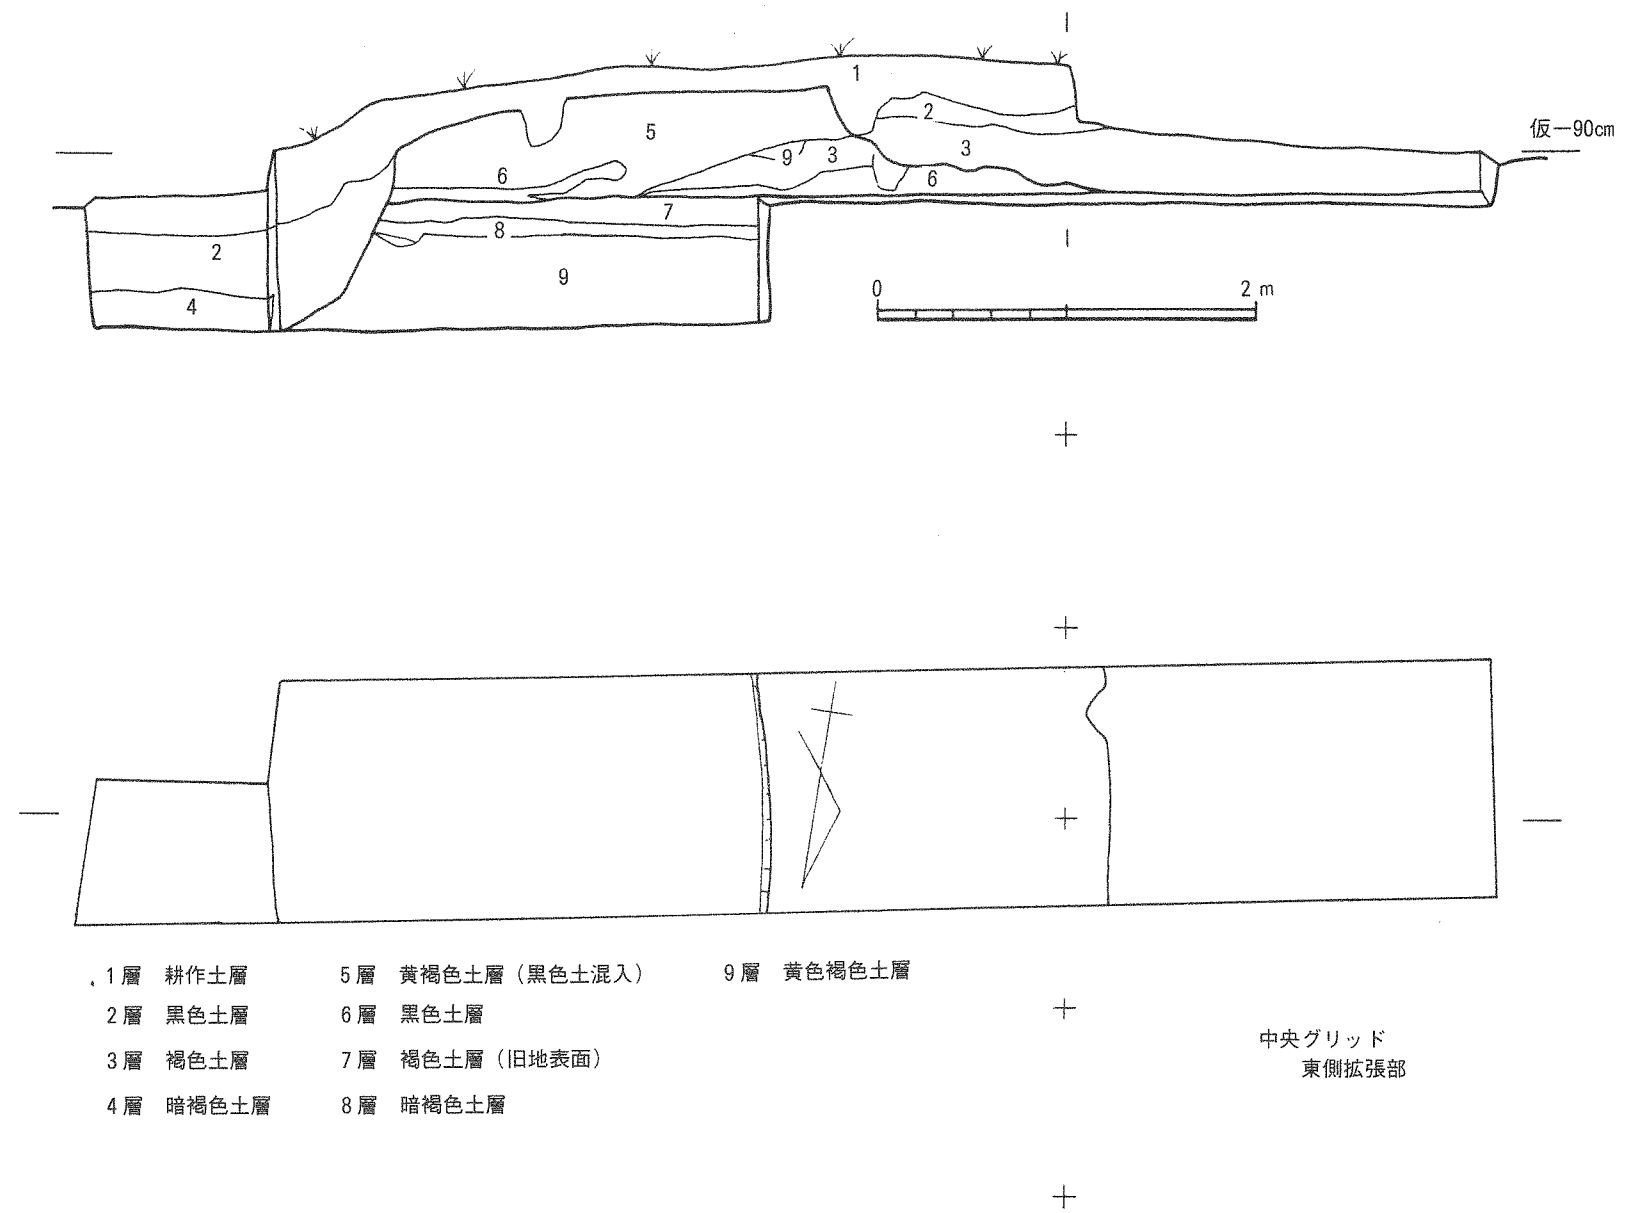 1
2
5
仮−90cm
9
3
3
6
6
7
8
2
9
4
0 2 m
1層 耕作土層
2層 黒色土層
3層 褐色土層
4層 暗褐色土層
5層 黄褐色土層（黒色土混入）
6層 黒色土層
7層 褐色土層（旧地表面）
8層 暗褐色土層
9層 黄色褐色土層
中央グリッド
東側拡張部